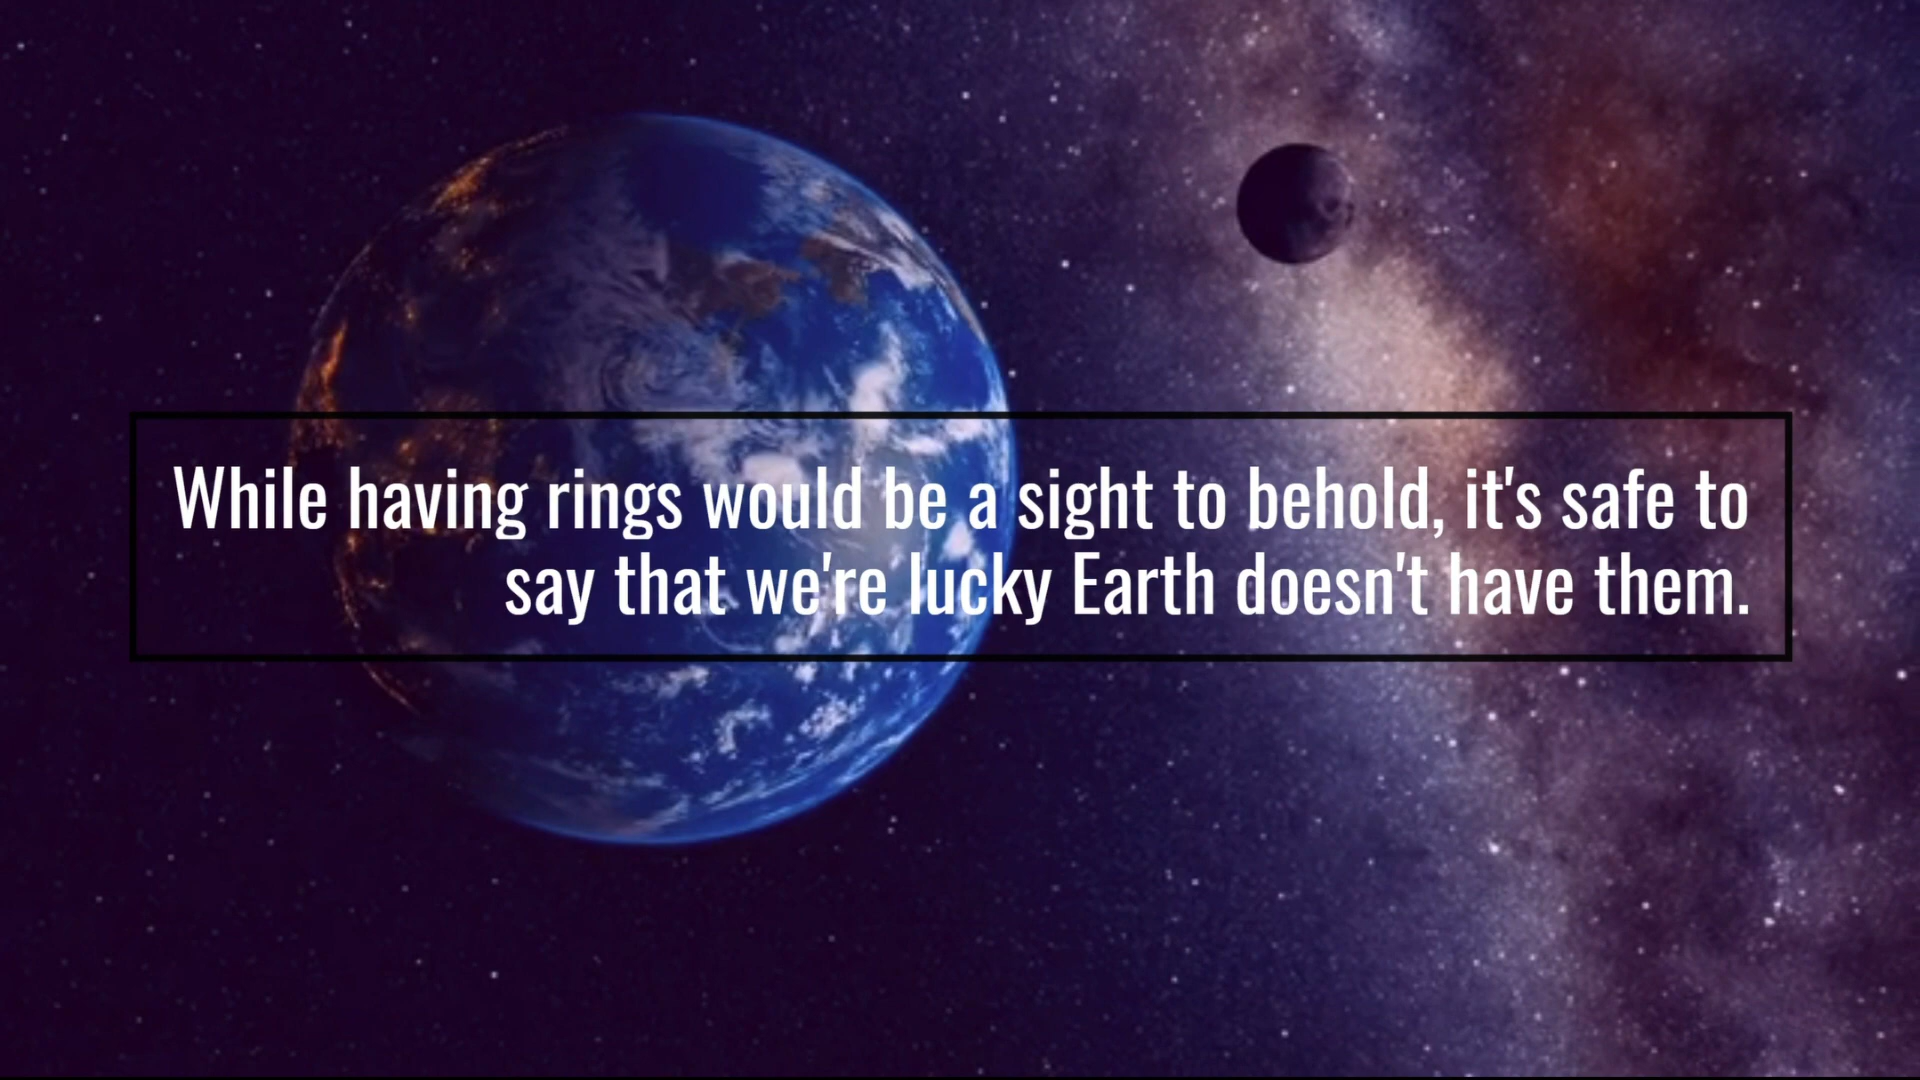 While having rings would be a sight to behold, it's safe to
say that we're lucky Earth doesn't have them.